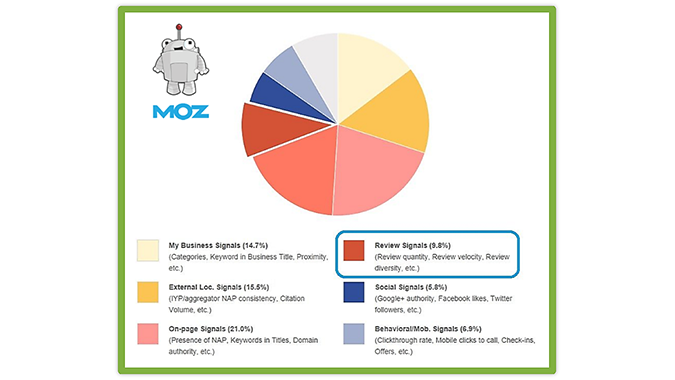 MOZ
My Business Signals (14.7%)
(Categories, Keyword in Business Title, Proximity,
etc.)
Review Signals (9.8%)
(Review quantity, Review velocity, Review
diversity, etc.)
External Loc. Signals (15.5%)
(IYP/aggregator NAP consistency, Citation
Volume, etc.)
Social Signals (5.8%)
(Google+ authority, Facebook likes, Twitter
followers, etc.)
On-page Signals (21.0%)
(Presence of NAP, Keywords in Titles, Domain
authority, etc.)
Behavioral/Mob. Signals (6.9%)
(Clickthrough rate, Mobile clicks to call, Check-ins,
Offers, etc.)